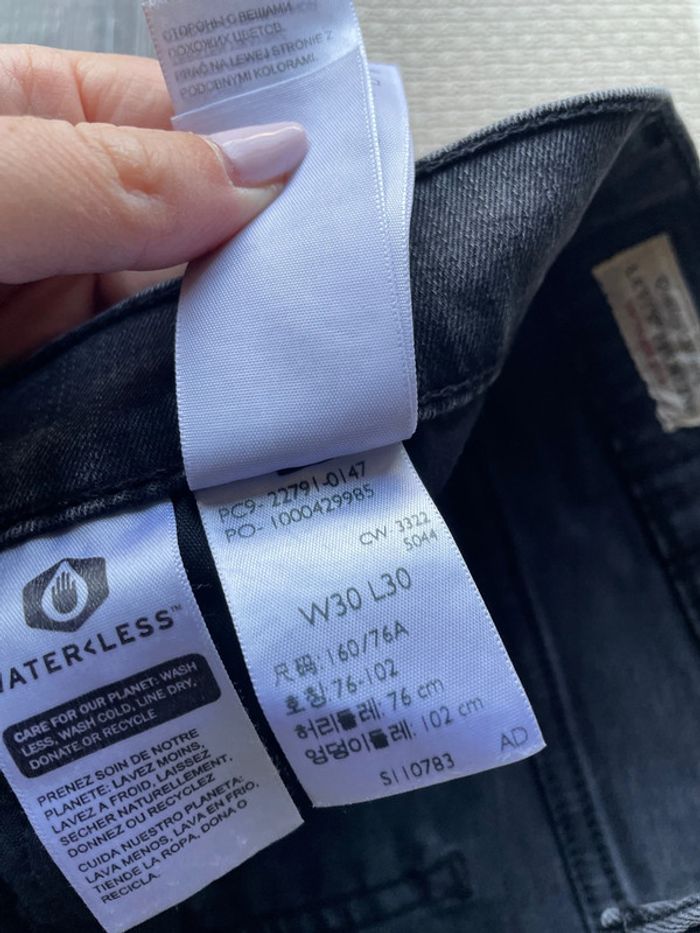 СТОРОНЫ С ВЕЩАМИ
ПОХОЖИХ ЦВЕТОВ.
PRAĆ NA LEWEJ STRONIE Z
PODOBNYMI KOLORAMI.
PC9- 22791-0147
PO- 1000429985
CW 3322
5044
W30 L30
尺码: 160/76A
호칭: 76-102
허리둘레: 76 cm
엉덩이둘레: 102 cm
S110783
AD
WATER<LESS™
CARE FOR OUR PLANET: WASH
LESS, WASH COLD, LINE DRY,
DONATE OR RECYCLE
PRENEZ SOIN DE NOTRE
PLANÈTE: LAVEZ MOINS,
LAVEZ A FROID, LAISSEZ
SECHER NATURELLEMENT,
DONNEZ OU RECYCLEZ
CUIDA NUESTRO PLANETA:
LAVA MENOS, LAVA EN FRIO,
TIENDE LA ROPA, DONA O
RECICLA.